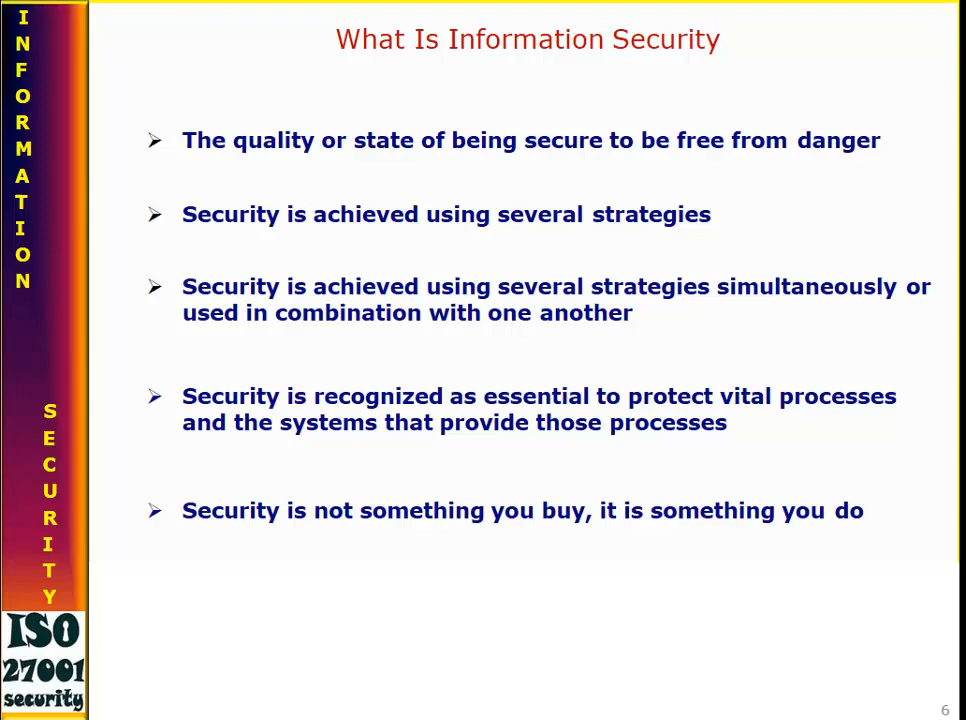 INFORMATION
SECURITY
ISO
27001
security
What Is Information Security
The quality or state of being secure to be free from danger
Security is achieved using several strategies
Security is achieved using several strategies simultaneously or
used in combination with one another
Security is recognized as essential to protect vital processes
and the systems that provide those processes
Security is not something you buy, it is something you do
6